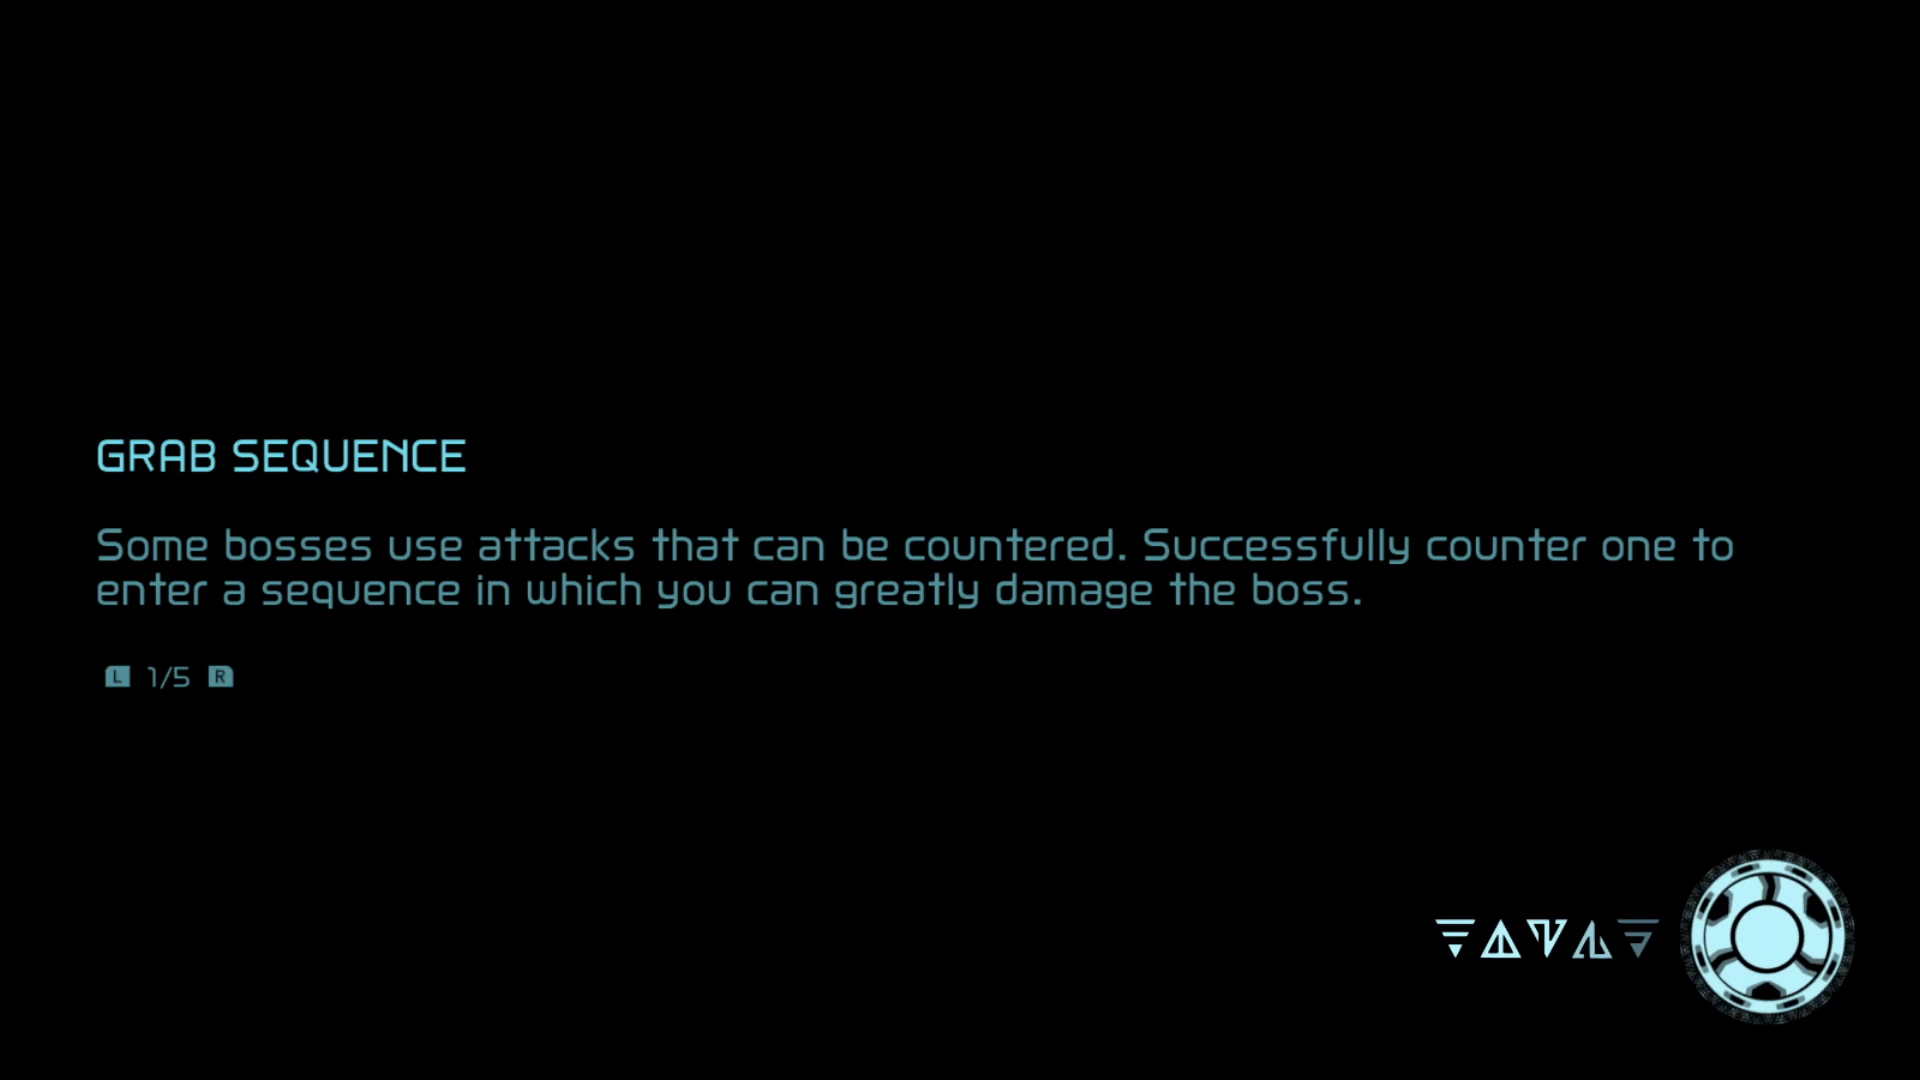 GRAB SEQUENCE
Some bosses use attacks that can be countered. Successfully counter one to
enter a sequence in which you can greatly damage the boss.
L 1/5 R